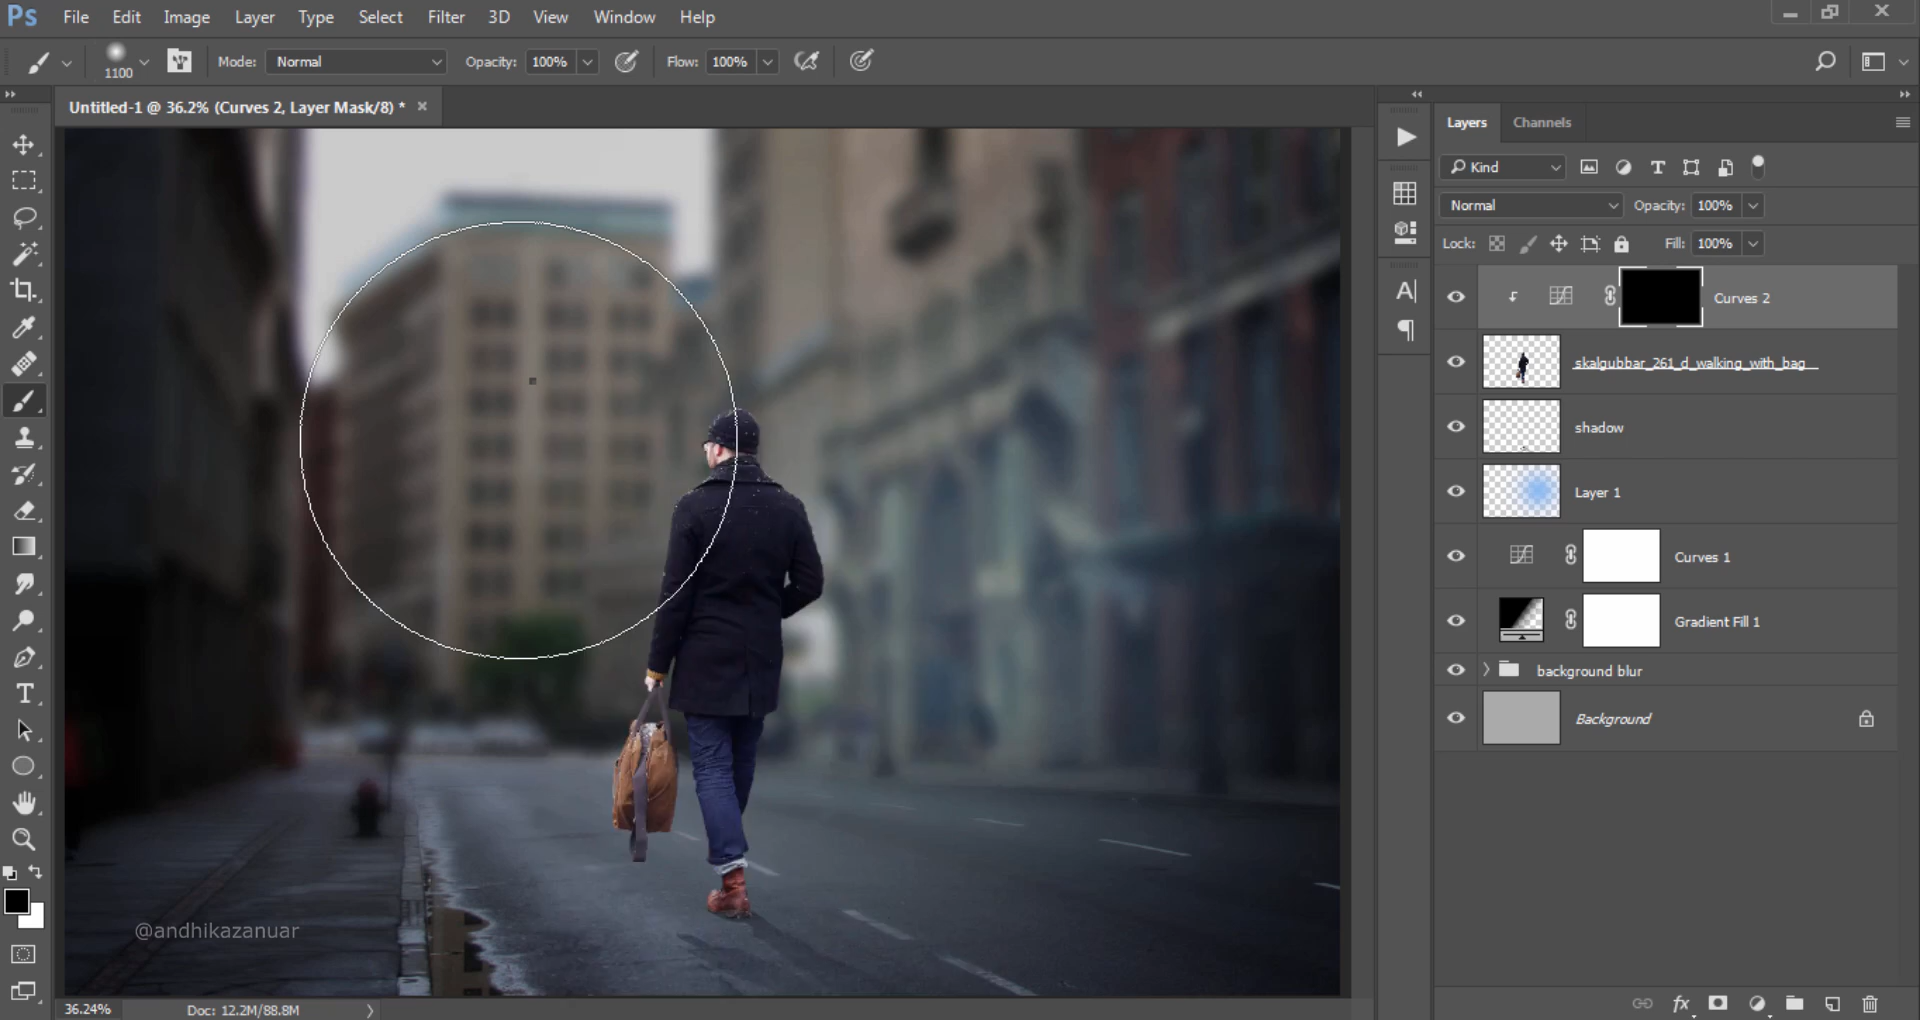 Ps File Edit Image Layer Type Select Filter 3D View Window Help
1100 Mode: Normal Opacity: 100% Flow: 100%
Untitled-1 @ 36.2% (Curves 2, Layer Mask/8) *
Layers Channels
Kind
Normal Opacity: 100%
Lock: Fill: 100%
Curves 2
skalgubbar_261_d_walking_with_bag
shadow
Layer 1
Curves 1
Gradient Fill 1
background blur
Background
@andhikazanuar
36.24% Doc: 12.2M/88.8M